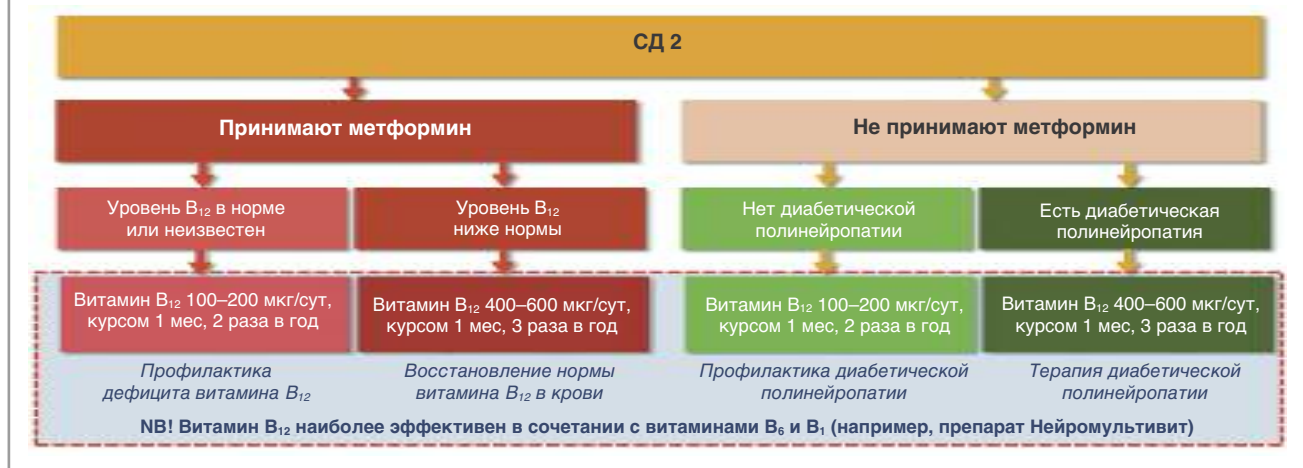 СД 2
Принимают метформин
Не принимают метформин
Уровень B₁₂ в норме
или неизвестен
Уровень B₁₂
ниже нормы
Нет диабетической
полинейропатии
Есть диабетическая
полинейропатия
Витамин B₁₂ 100–200 мкг/сут,
курсом 1 мес, 2 раза в год
Витамин B₁₂ 400–600 мкг/сут,
курсом 1 мес, 3 раза в год
Витамин B₁₂ 100–200 мкг/сут,
курсом 1 мес, 2 раза в год
Витамин B₁₂ 400–600 мкг/сут,
курсом 1 мес, 3 раза в год
Профилактика
дефицита витамина B₁₂
Восстановление нормы
витамина B₁₂ в крови
Профилактика диабетической
полинейропатии
Терапия диабетической
полинейропатии
NB! Витамин B₁₂ наиболее эффективен в сочетании с витаминами B₆ и B₁ (например, препарат Нейромультивит)